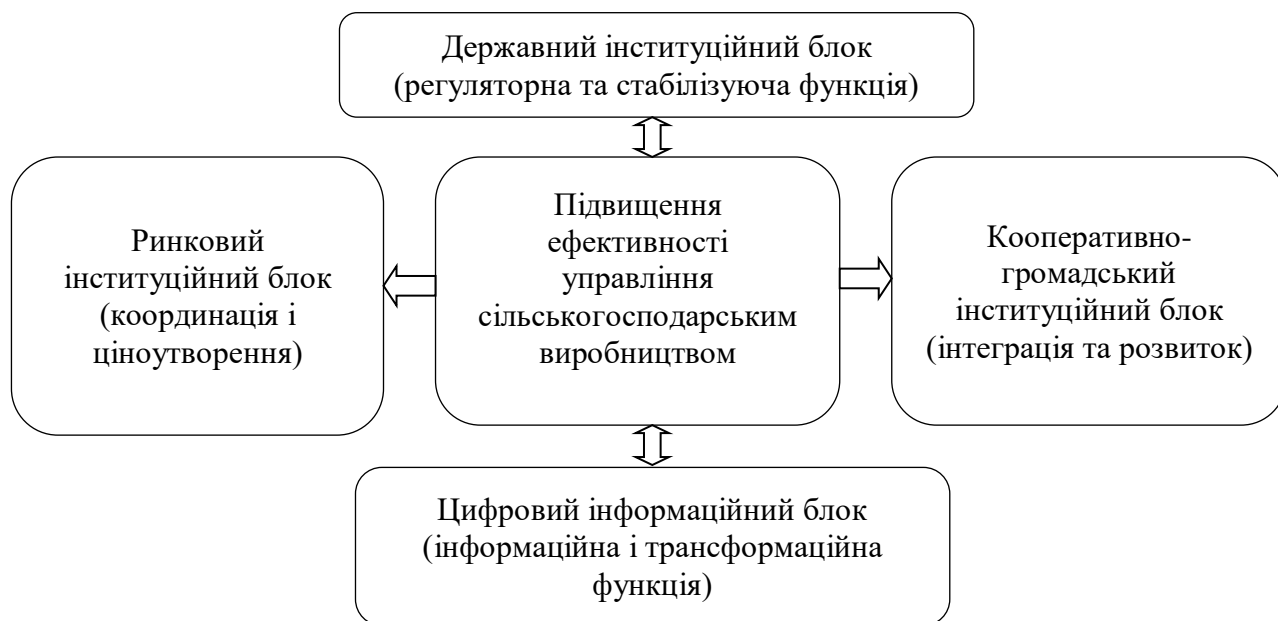 Державний інституційний блок
(регуляторна та стабілізуюча функція)
Ринковий
інституційний блок
(координація і
ціноутворення)
Підвищення
ефективності
управління
сільськогосподарським
виробництвом
Кооперативно-
громадський
інституційний блок
(інтеграція та розвиток)
Цифровий інформаційний блок
(інформаційна і трансформаційна
функція)